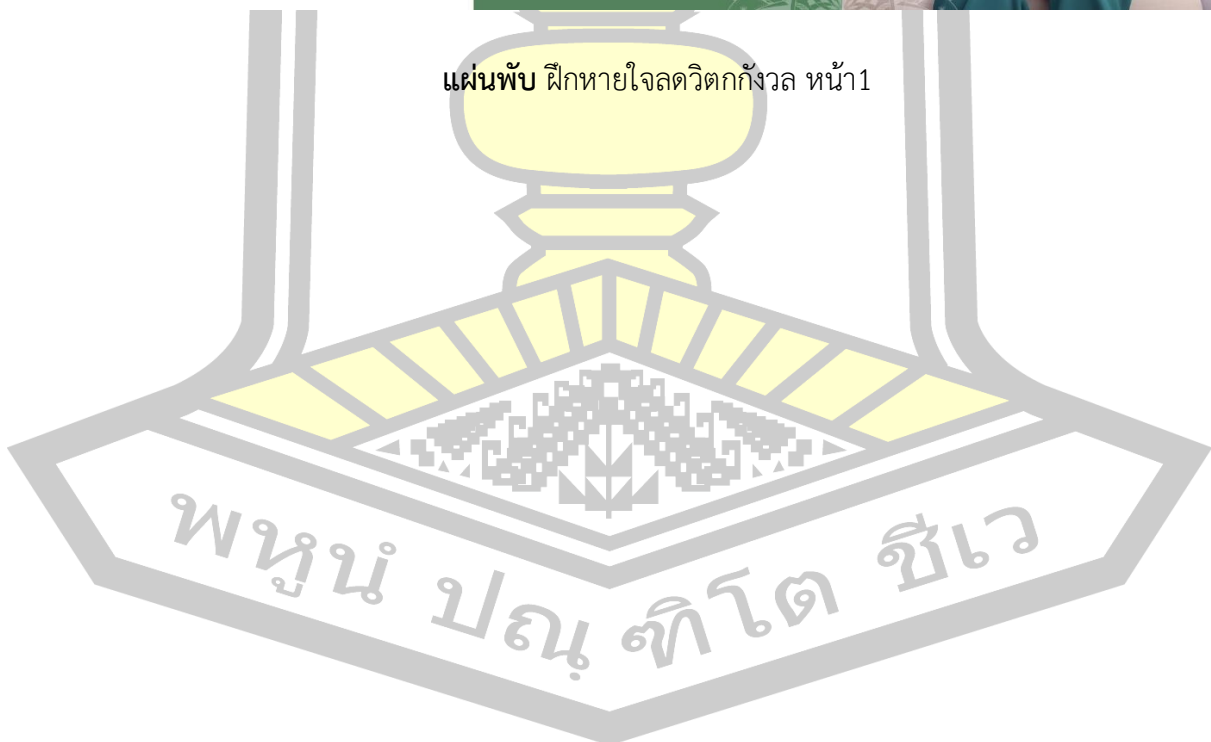 แผ่นพับ ฝึกหายใจลดวิตกกังวล หน้า1
พหูนํ ปณฺฑิโต ชีเว